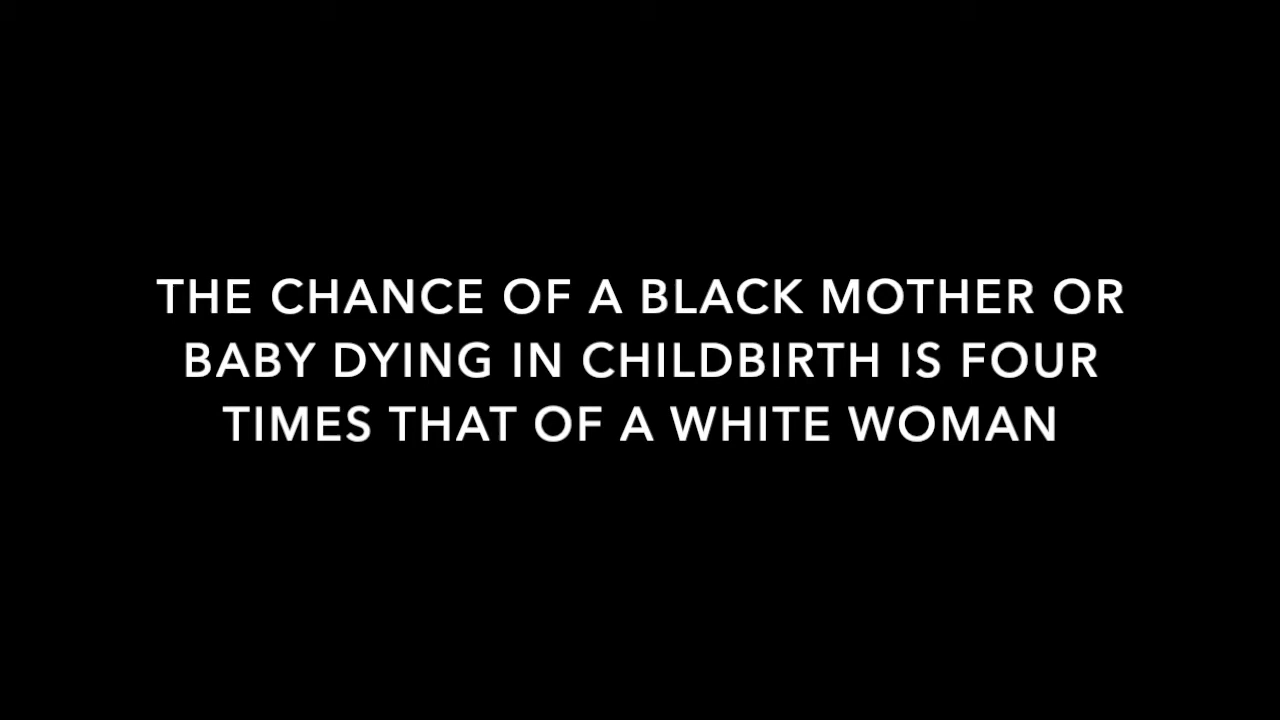 THE CHANCE OF A BLACK MOTHER OR
BABY DYING IN CHILDBIRTH IS FOUR
TIMES THAT OF A WHITE WOMAN